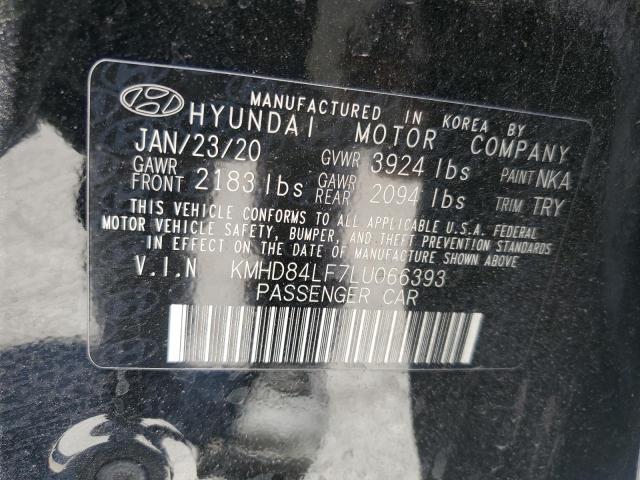 MANUFACTURED IN KOREA BY
HYUNDAI MOTOR COMPANY
JAN/23/20 GVWR 3924 lbs PAINT NKA
GAWR FRONT 2183 lbs GAWR REAR 2094 lbs TRIM TRY
THIS VEHICLE CONFORMS TO ALL APPLICABLE U.S.A. FEDERAL
MOTOR VEHICLE SAFETY, BUMPER, AND THEFT PREVENTION STANDARDS
IN EFFECT ON THE DATE OF MANUFACTURE SHOWN ABOVE.
V.I.N KMHD84LF7LU066393
PASSENGER CAR